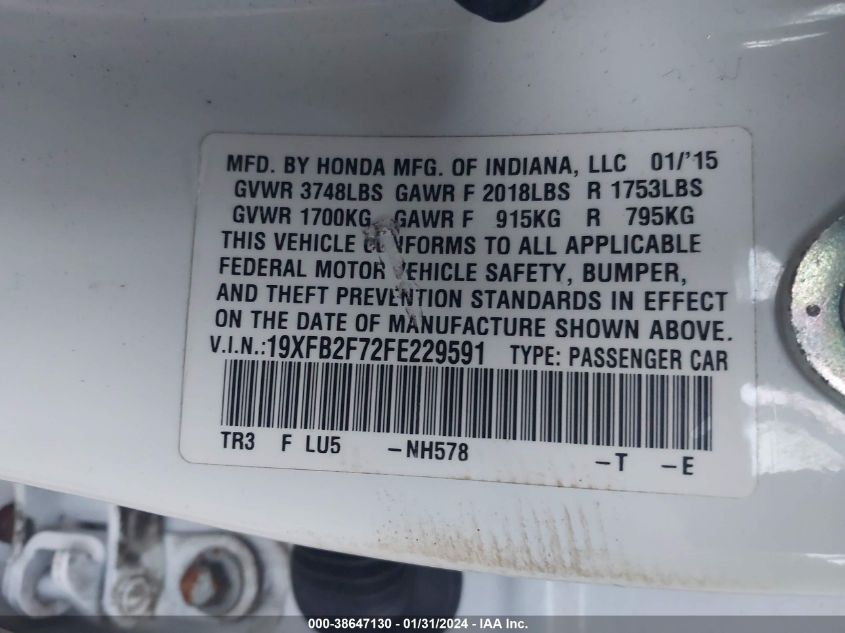 MFD. BY HONDA MFG. OF INDIANA, LLC 01/'15
GVWR 3748LBS GAWR F 2018LBS R 1753LBS
GVWR 1700KG GAWR F 915KG R 795KG
THIS VEHICLE CONFORMS TO ALL APPLICABLE
FEDERAL MOTOR VEHICLE SAFETY, BUMPER,
AND THEFT PREVENTION STANDARDS IN EFFECT
ON THE DATE OF MANUFACTURE SHOWN ABOVE.
V.I.N.:19XFB2F72FE229591 TYPE: PASSENGER CAR
TR3 F LU5 -NH578 -T -E
000-38647130 - 01/31/2024 - IAA Inc.